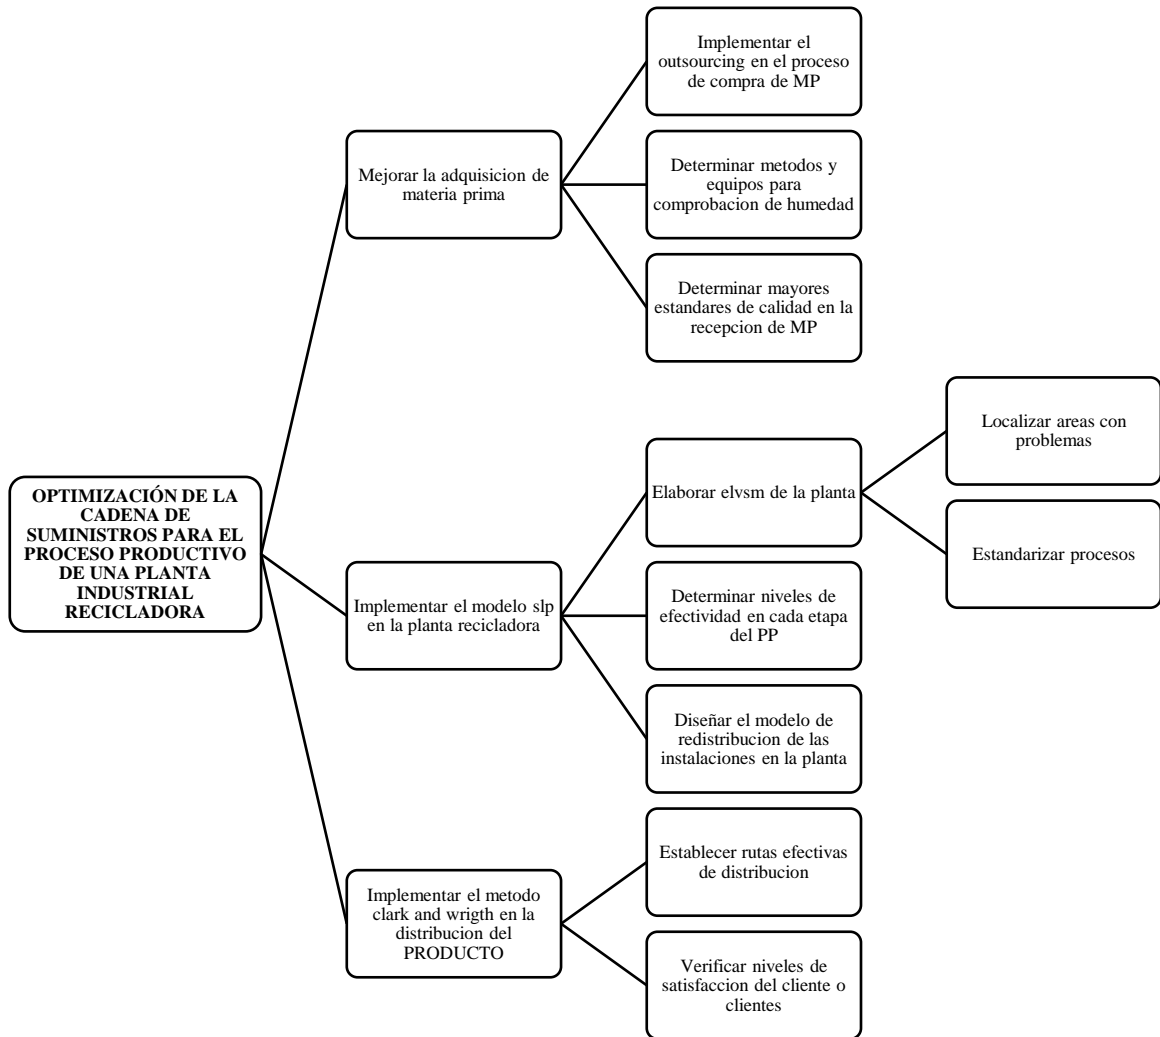 OPTIMIZACIÓN DE LA
CADENA DE
SUMINISTROS PARA EL
PROCESO PRODUCTIVO
DE UNA PLANTA
INDUSTRIAL
RECICLADORA
Mejorar la adquisicion de
materia prima
Implementar el
outsourcing en el proceso
de compra de MP
Determinar metodos y
equipos para
comprobacion de humedad
Determinar mayores
estandares de calidad en la
recepcion de MP
Implementar el modelo slp
en la planta recicladora
Elaborar elvsm de la planta
Localizar areas con
problemas
Estandarizar procesos
Determinar niveles de
efectividad en cada etapa
del PP
Diseñar el modelo de
redistribucion de las
instalaciones en la planta
Implementar el metodo
clark and wrigth en la
distribucion del
PRODUCTO
Establecer rutas efectivas
de distribucion
Verificar niveles de
satisfaccion del cliente o
clientes